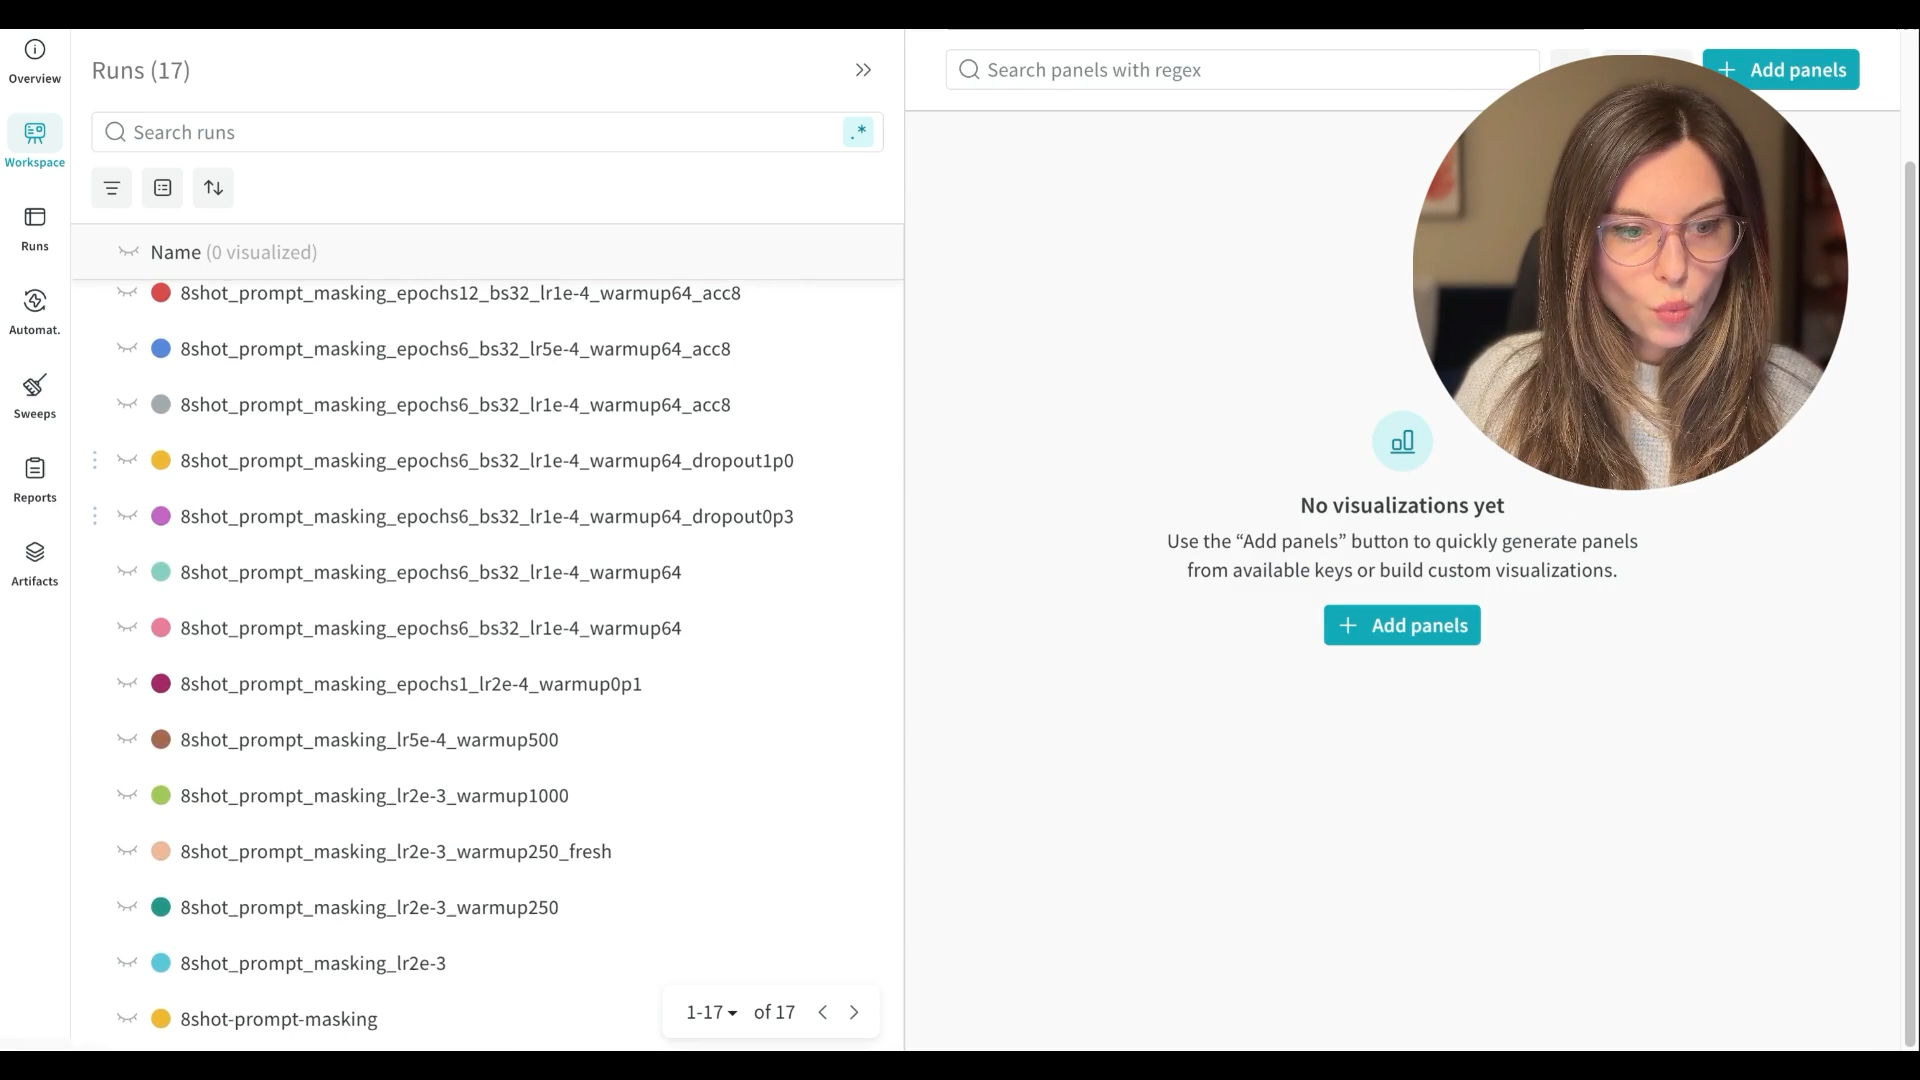 Overview
Workspace
Runs
Automat.
Sweeps
Reports
Artifacts
Runs (17)
Search runs
.*
Name (0 visualized)
8shot_prompt_masking_epochs12_bs32_lr1e-4_warmup64_acc8
8shot_prompt_masking_epochs6_bs32_lr5e-4_warmup64_acc8
8shot_prompt_masking_epochs6_bs32_lr1e-4_warmup64_acc8
8shot_prompt_masking_epochs6_bs32_lr1e-4_warmup64_dropout1p0
8shot_prompt_masking_epochs6_bs32_lr1e-4_warmup64_dropout0p3
8shot_prompt_masking_epochs6_bs32_lr1e-4_warmup64
8shot_prompt_masking_epochs6_bs32_lr1e-4_warmup64
8shot_prompt_masking_epochs1_lr2e-4_warmup0p1
8shot_prompt_masking_lr5e-4_warmup500
8shot_prompt_masking_lr2e-3_warmup1000
8shot_prompt_masking_lr2e-3_warmup250_fresh
8shot_prompt_masking_lr2e-3_warmup250
8shot_prompt_masking_lr2e-3
8shot-prompt-masking
1-17 of 17
Search panels with regex
Add panels
No visualizations yet
Use the “Add panels” button to quickly generate panels
from available keys or build custom visualizations.
Add panels